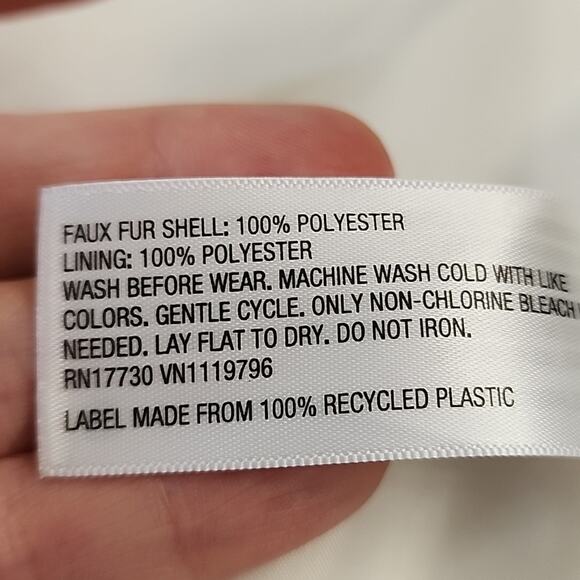 FAUX FUR SHELL: 100% POLYESTER
LINING: 100% POLYESTER
WASH BEFORE WEAR. MACHINE WASH COLD WITH LIKE
COLORS. GENTLE CYCLE. ONLY NON-CHLORINE BLEACH
NEEDED. LAY FLAT TO DRY. DO NOT IRON.
RN17730 VN1119796
LABEL MADE FROM 100% RECYCLED PLASTIC